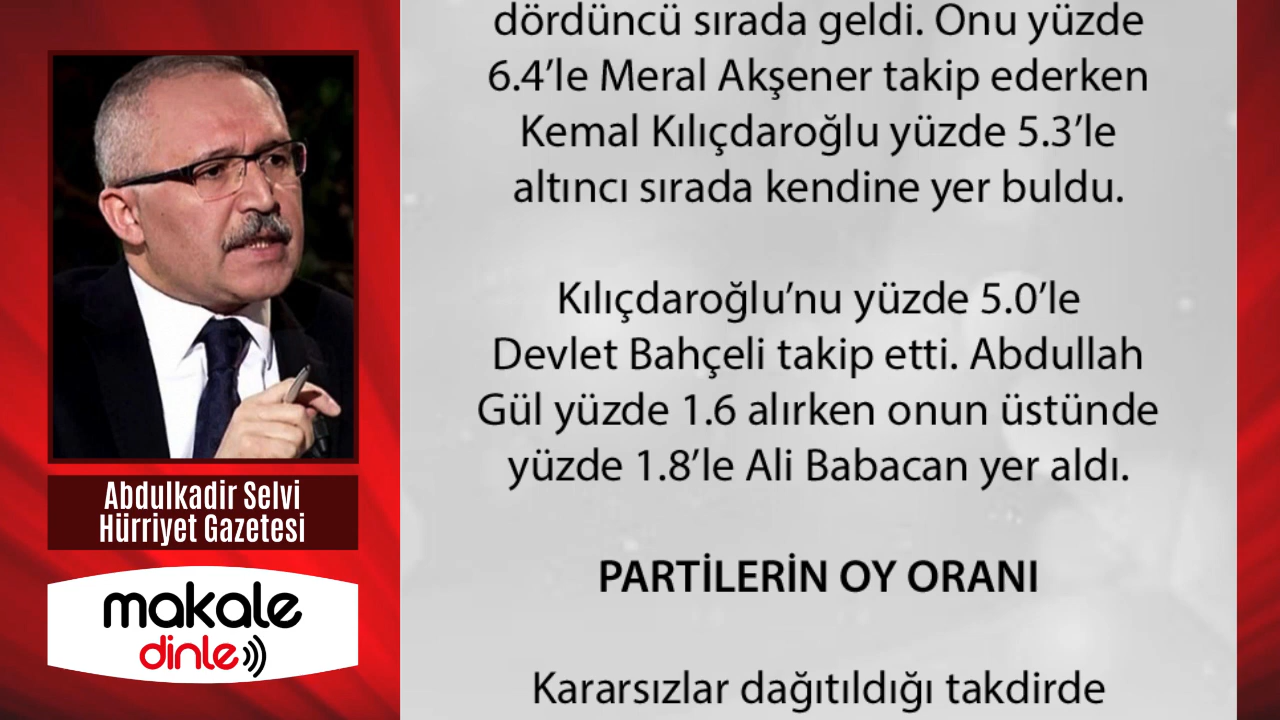 dördüncü sırada geldi. Onu yüzde
6.4’le Meral Akşener takip ederken
Kemal Kılıçdaroğlu yüzde 5.3’le
altıncı sırada kendine yer buldu.
Kılıçdaroğlu’nu yüzde 5.0’le
Devlet Bahçeli takip etti. Abdullah
Gül yüzde 1.6 alırken onun üstünde
yüzde 1.8’le Ali Babacan yer aldı.
PARTİLERİN OY ORANI
Kararsızlar dağıtıldığı takdirde
Abdulkadir Selvi
Hürriyet Gazetesi
makale
dinle